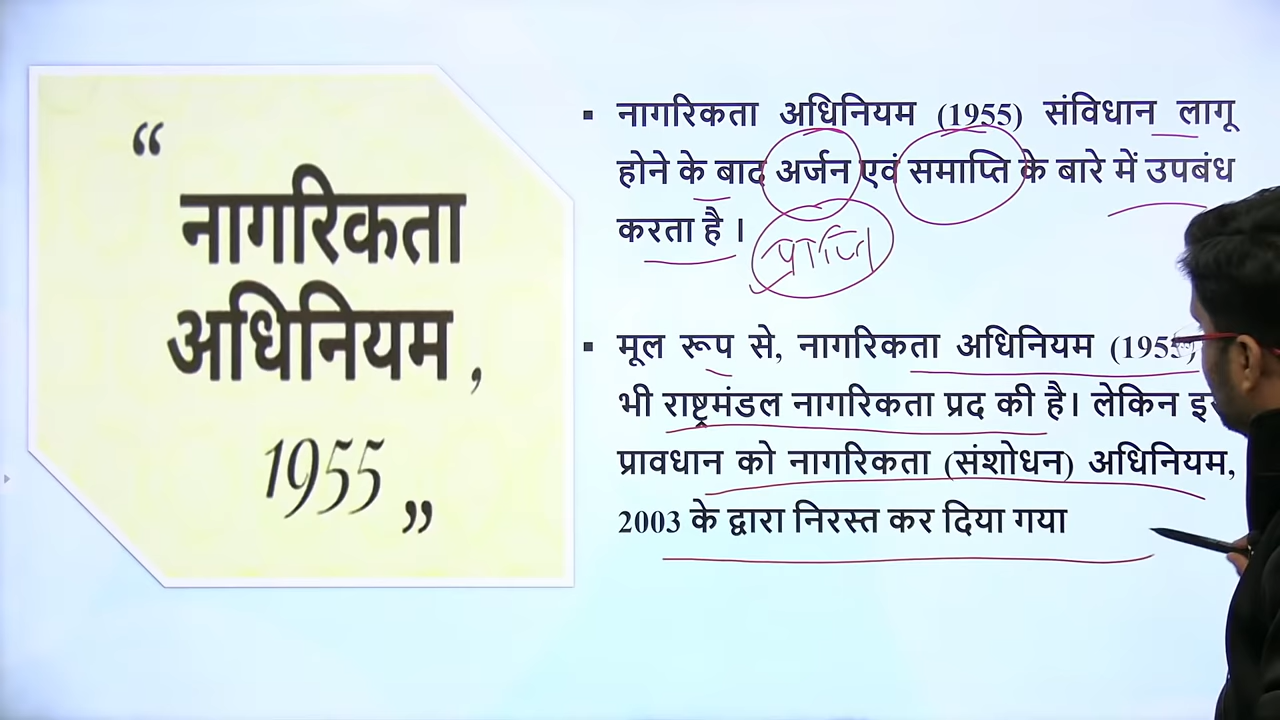 “
नागरिकता
अधिनियम ,
1955 ”
▪ नागरिकता अधिनियम (1955) संविधान लागू
होने के बाद अर्जन एवं समाप्ति के बारे में उपबंध
करता है ।
प्राप्ति
▪ मूल रूप से, नागरिकता अधिनियम (1955)
भी राष्ट्रमंडल नागरिकता प्रद की है। लेकिन
प्रावधान को नागरिकता (संशोधन) अधिनियम,
2003 के द्वारा निरस्त कर दिया गया